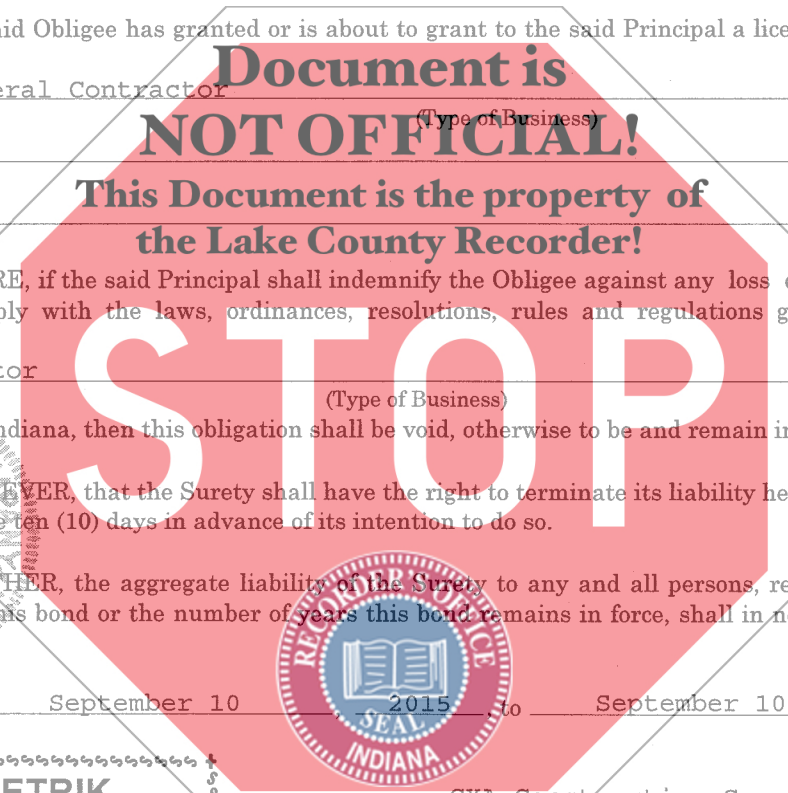 aid Obligee has granted or is about to grant to the said Principal a lice
Document is
eral Contractor
(Type of Business)
NOT OFFICIAL!
This Document is the property of
the Lake County Recorder!
RE, if the said Principal shall indemnify the Obligee against any loss
ply with the laws, ordinances, resolutions, rules and regulations g
STOP
tor
(Type of Business)
ndiana, then this obligation shall be void, otherwise to be and remain in
EVER, that the Surety shall have the right to terminate its liability he
e ten (10) days in advance of its intention to do so.
THER, the aggregate liability of the Surety to any and all persons, re
his bond or the number of years this bond remains in force, shall in n
RECORDER'S OFFICE
SEAL
INDIANA
September 10, 2015, to September 10
ETRIK